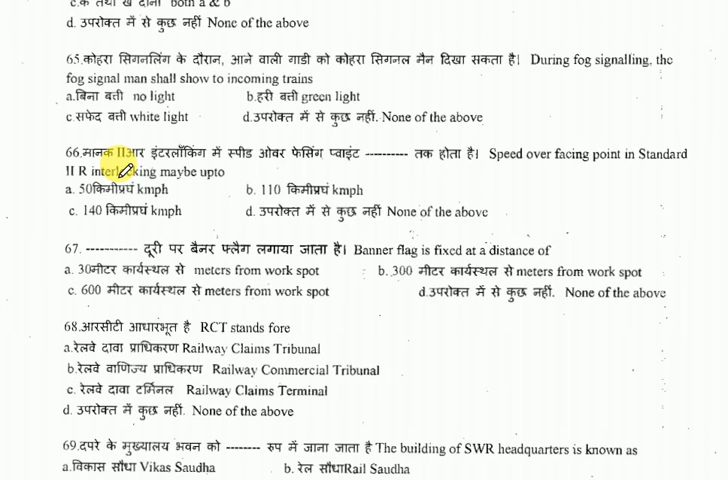 c.क तथा ख दोनों both a & b
d. उपरोक्त में से कुछ नहीं None of the above
65.कोहरा सिगनलिंग के दौरान, आने वाली गाडी को कोहरा सिगनल मैन दिखा सकता है। During fog signalling, the
fog signal man shall show to incoming trains
a.बिना बती no light b.हरी बती green light
c.सफेद बती white light d.उपरोक्त में से कुछ नहीं. None of the above
66.मानक IIआर इंटरलॉकिंग में स्पीड ओवर फेसिंग प्वाइंट ---------- तक होता है। Speed over facing point in Standard
II R interlocking maybe upto
a. 50किमीप्रघं kmph b. 110 किमीप्रघं kmph
c. 140 किमीप्रघं kmph d. उपरोक्त में से कुछ नहीं None of the above
67. ----------- दूरी पर बैनर फ्लैग लगाया जाता है। Banner flag is fixed at a distance of
a. 30मीटर कार्यस्थल से meters from work spot b. 300 मीटर कार्यस्थल से meters from work spot
c. 600 मीटर कार्यस्थल से meters from work spot d.उपरोक्त में से कुछ नहीं. None of the above
68.आरसीटी आधारभूत है RCT stands fore
a.रेलवे दावा प्राधिकरण Railway Claims Tribunal
b.रेलवे वाणिज्य प्राधिकरण Railway Commercial Tribunal
c. रेलवे दावा टर्मिनल Railway Claims Terminal
d. उपरोक्त में कुछ नहीं. None of the above
69.दपरे के मुख्यालय भवन को -------- रुप में जाना जाता है The building of SWR headquarters is known as
a.विकास सौधा Vikas Saudha b. रेल सौधाRail Saudha